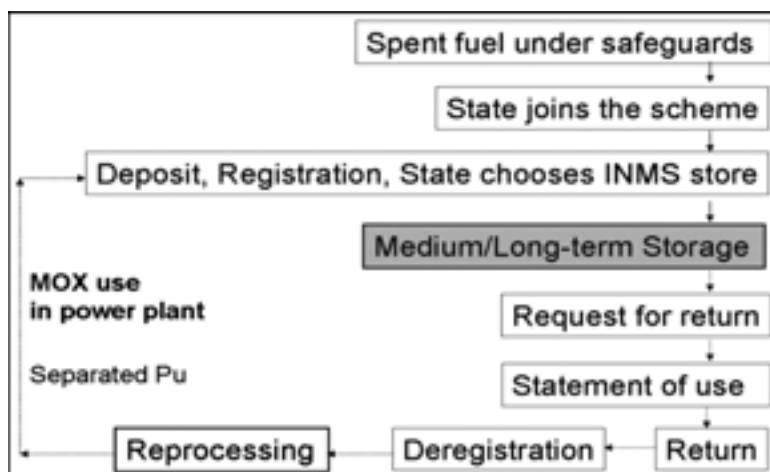 Spent fuel under safeguards
State joins the scheme
Deposit, Registration, State chooses INMS store
Medium/Long-term Storage
MOX use
in power plant
Request for return
Separated Pu
Statement of use
Reprocessing
Deregistration
Return